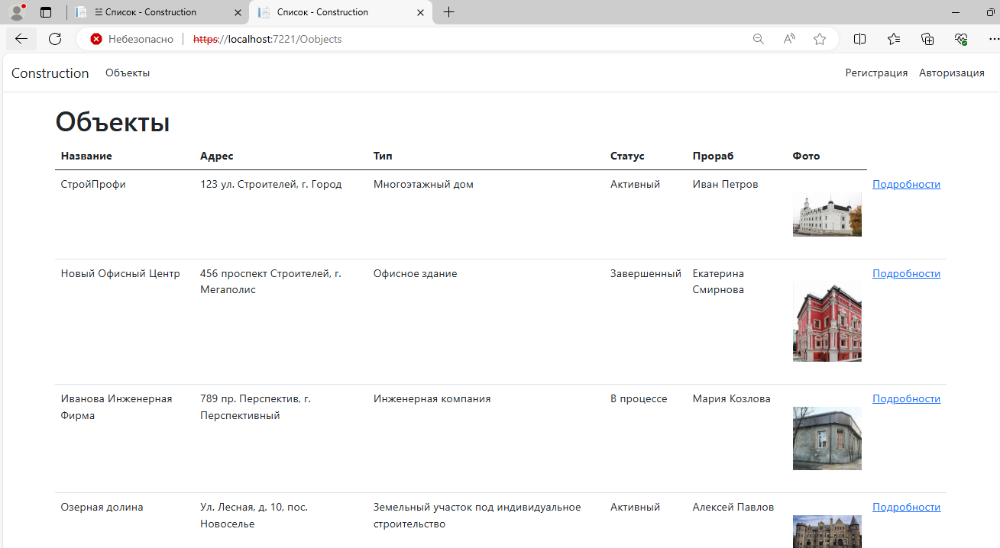 ☰ Список - Construction
Список - Construction
Небезопасно
https://localhost:7221/Oobjects
Construction Объекты Регистрация Авторизация
Объекты
Название Адрес Тип Статус Прораб Фото
СтройПрофи 123 ул. Строителей, г. Город Многоэтажный дом Активный Иван Петров Подробности
Новый Офисный Центр 456 проспект Строителей, г. Офисное здание Завершенный Екатерина Подробности
Мегаполис Смирнова
Иванова Инженерная 789 пр. Перспектив, г. Инженерная компания В процессе Мария Козлова Подробности
Фирма Перспективный
Озерная долина Ул. Лесная, д. 10, пос. Земельный участок под индивидуальное Активный Алексей Павлов Подробности
Новоселье строительство